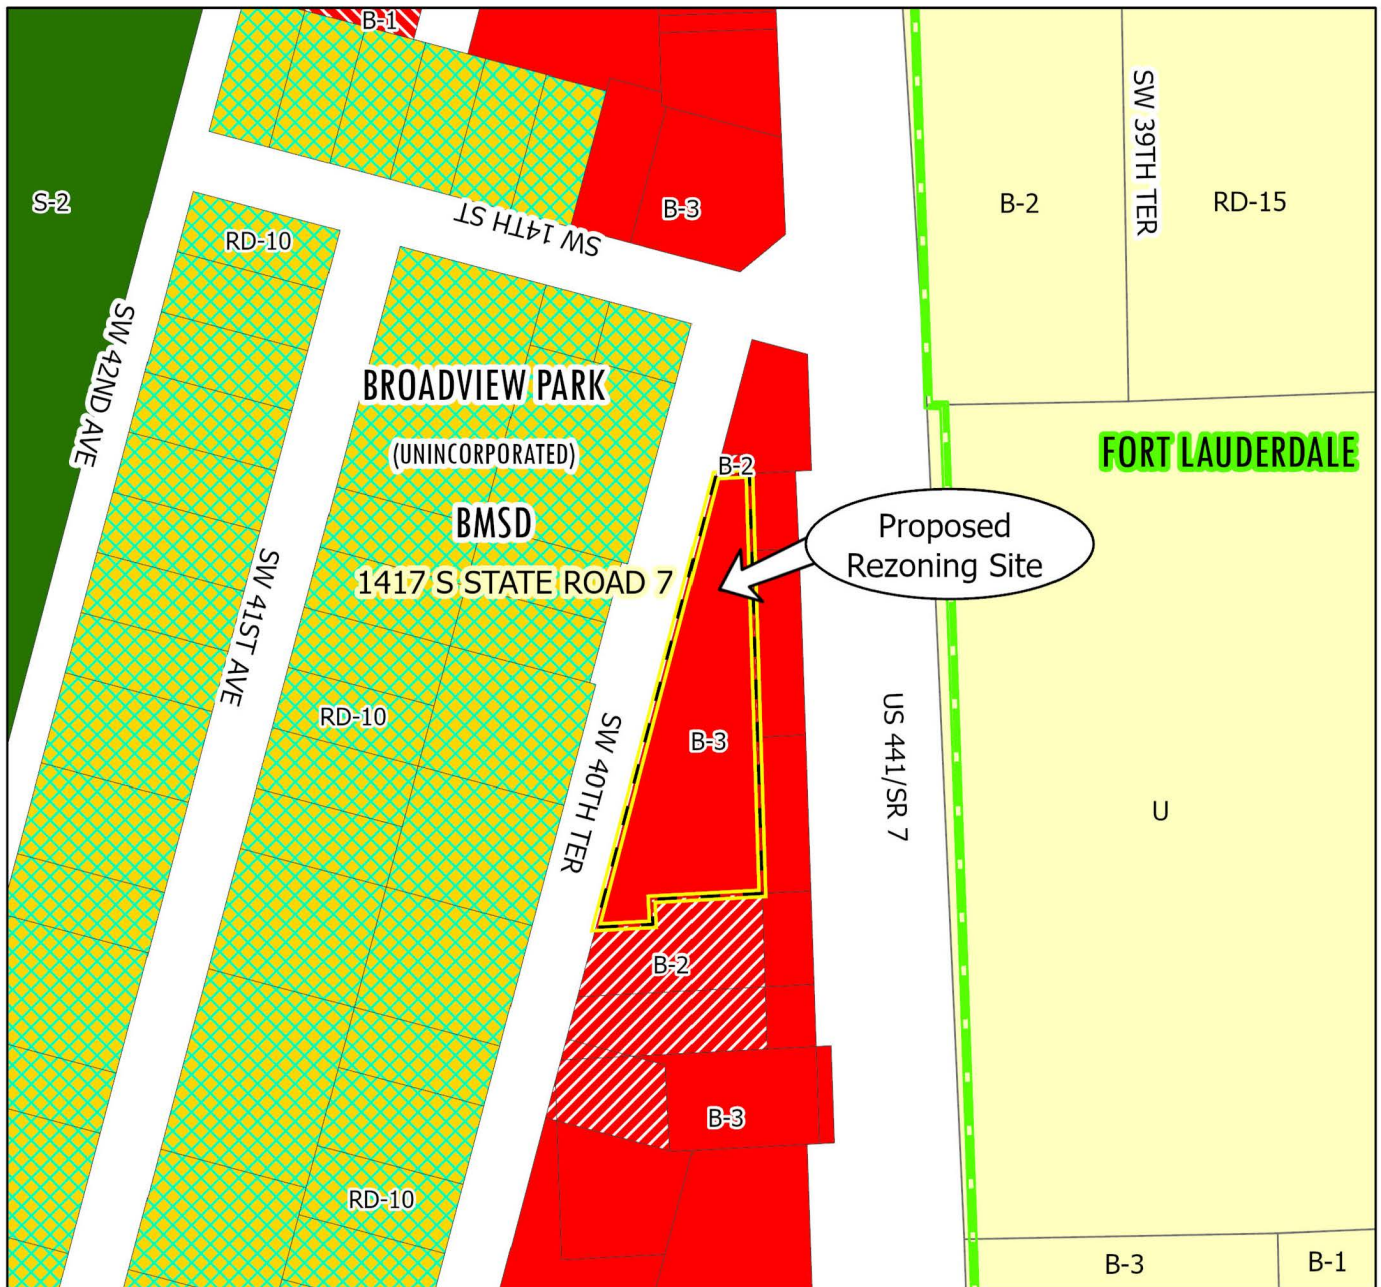 B-1
SW 39TH TER
S-2
B-3
B-2
RD-15
SW 14TH ST
RD-10
SW 42ND AVE
BROADVIEW PARK
(UNINCORPORATED)
FORT LAUDERDALE
B-2
BMSD
Proposed
Rezoning Site
1417 S STATE ROAD 7
SW 41ST AVE
RD-10
B-3
US 441/SR 7
SW 40TH TER
U
B-2
B-3
RD-10
B-3
B-1